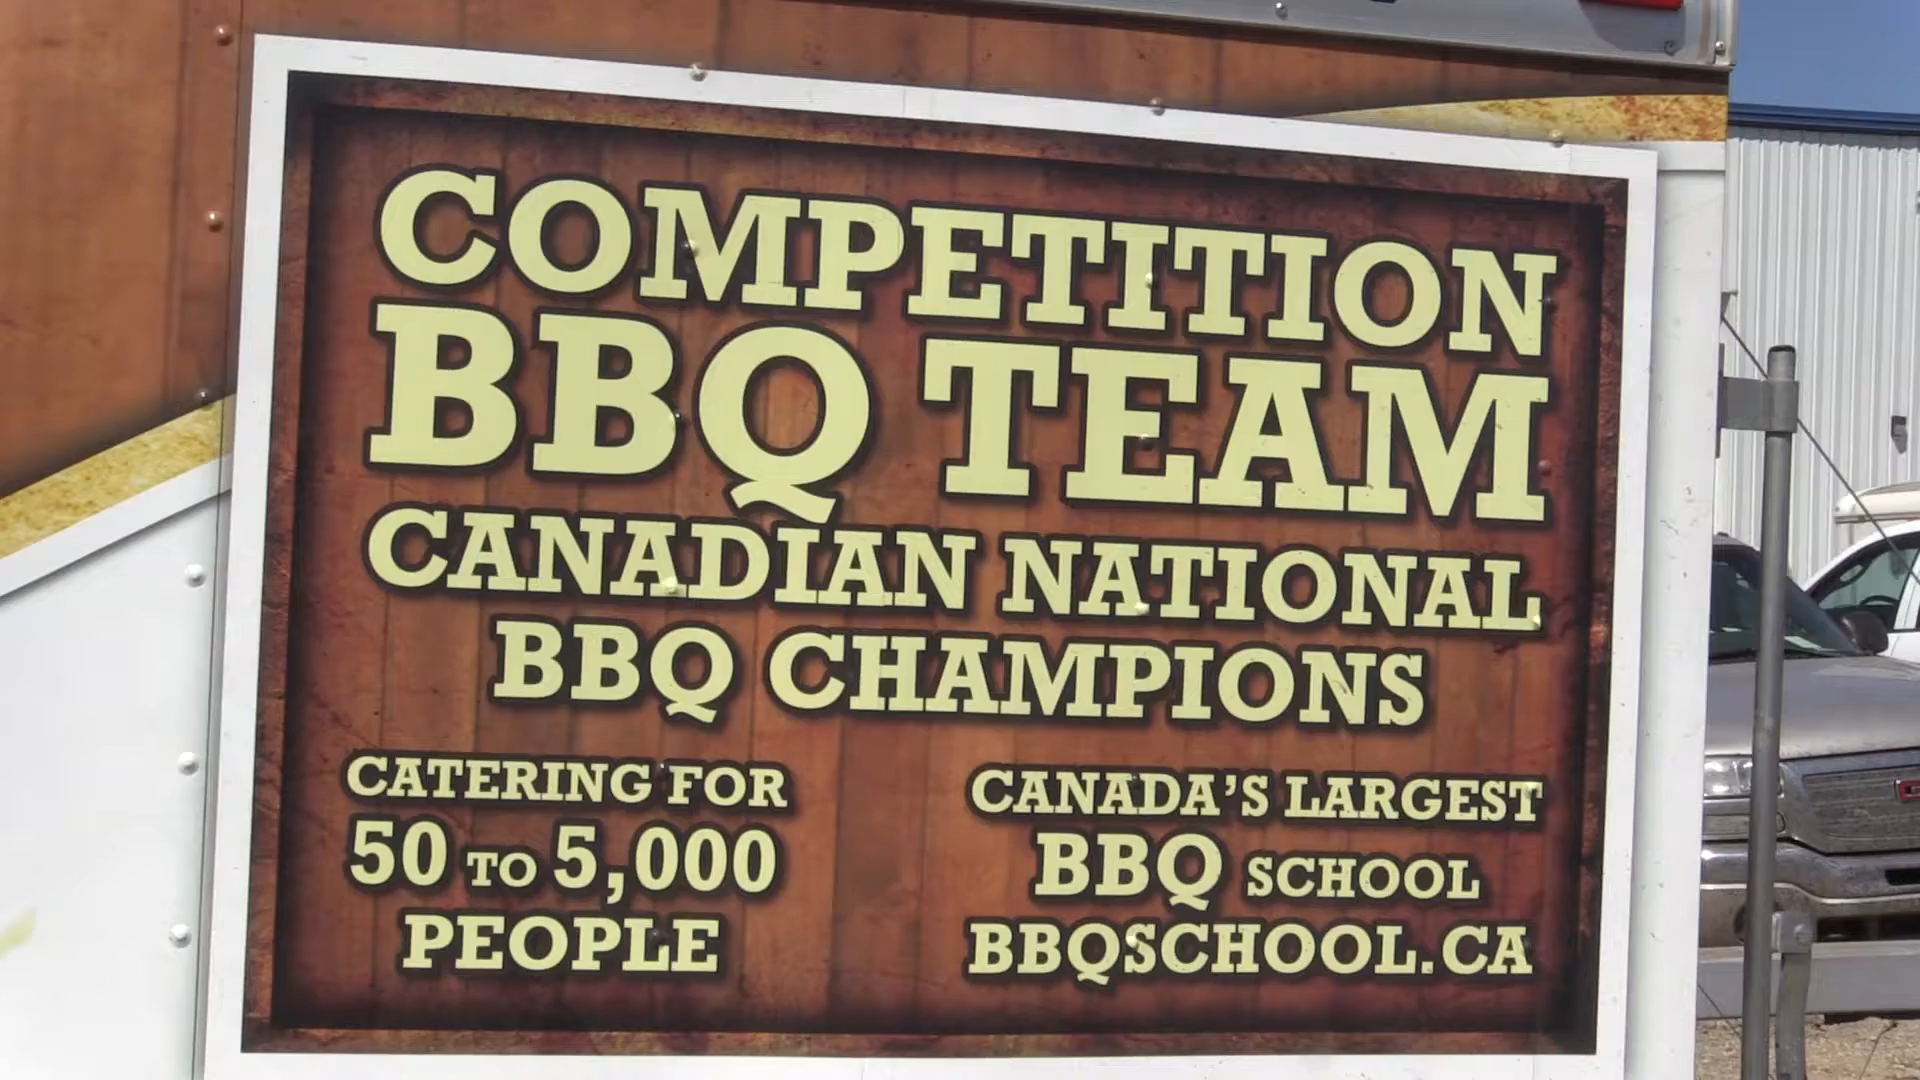 COMPETITION
BBQ TEAM
CANADIAN NATIONAL
BBQ CHAMPIONS
CATERING FOR
50 TO 5,000
PEOPLE
CANADA'S LARGEST
BBQ SCHOOL
BBQSCHOOL.CA